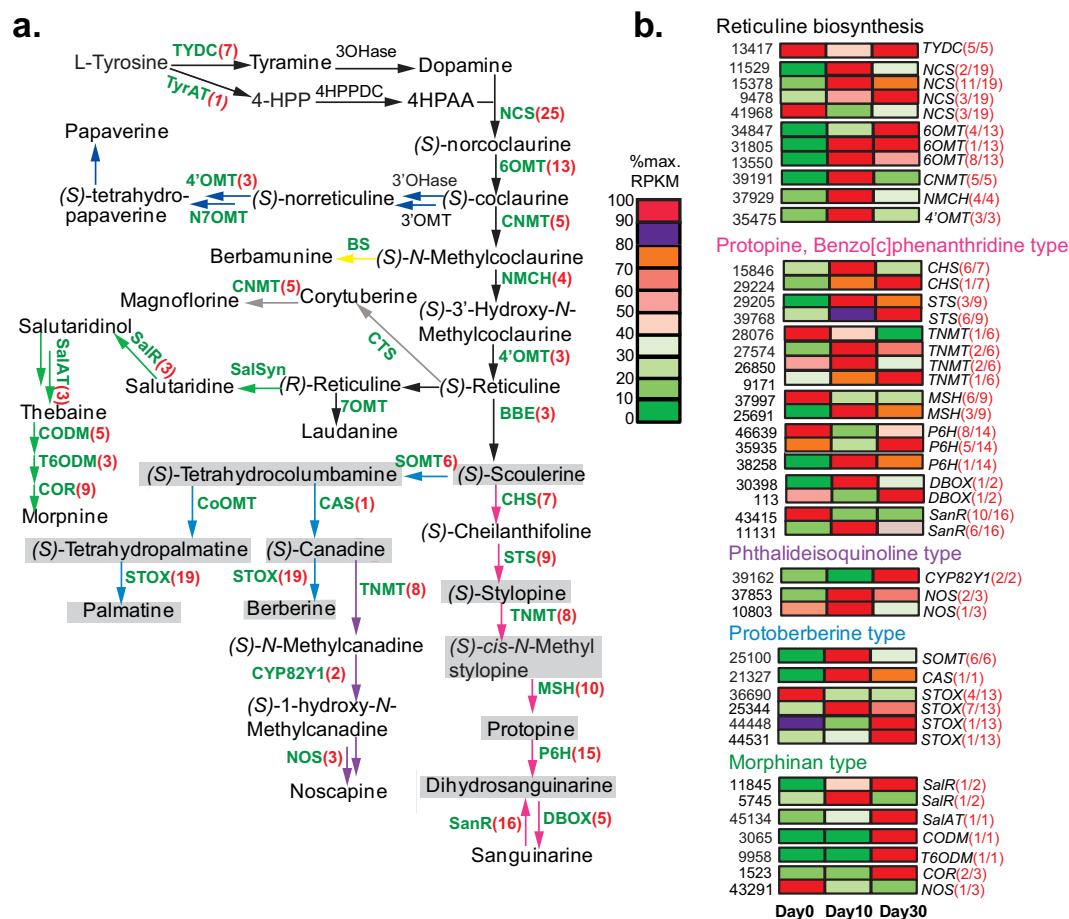 a.
TYDC(7)
L-Tyrosine
Tyramine
3OHase
Dopamine
TyrAT(1)
4-HPP
4HPPDC
4HPAA
NCS(25)
Papaverine
(S)-norcoclaurine
6OMT(13)
(S)-tetrahydro-
papaverine
4'OMT(3)
N7OMT
(S)-norreticuline
3'OHase
3'OMT
(S)-coclaurine
CNMT(5)
Berbamunine
BS
(S)-N-Methylcoclaurine
NMCH(4)
Magnoflorine
CNMT(5)
Corytuberine
(S)-3'-Hydroxy-N-
Methylcoclaurine
CTS
4'OMT(3)
Salutaridinol
SalAT(3)
SalR(3)
Salutaridine
SalSyn
(R)-Reticuline
(S)-Reticuline
7OMT
Laudanine
BBE(3)
Thebaine
CODM(5)
T6ODM(3)
COR(9)
Morpnine
(S)-Tetrahydrocolumbamine
SOMT6)
(S)-Scoulerine
CoOMT
CAS(1)
CHS(7)
(S)-Cheilanthifoline
(S)-Tetrahydropalmatine
(S)-Canadine
STS(9)
STOX(19)
STOX(19)
TNMT(8)
(S)-Stylopine
Palmatine
Berberine
TNMT(8)
(S)-N-Methylcanadine
(S)-cis-N-Methyl
stylopine
CYP82Y1(2)
MSH(10)
(S)-1-hydroxy-N-
Methylcanadine
Protopine
NOS(3)
P6H(15)
Noscapine
Dihydrosanguinarine
SanR(16)
DBOX(5)
Sanguinarine
b.
%max.
RPKM
100
90
80
70
60
50
40
30
20
10
0
Reticuline biosynthesis
13417 TYDC(5/5)
11529 NCS(2/19)
15378 NCS(11/19)
9478 NCS(3/19)
41968 NCS(3/19)
34847 6OMT(4/13)
31805 6OMT(1/13)
13550 6OMT(8/13)
39191 CNMT(5/5)
37929 NMCH(4/4)
35475 4'OMT(3/3)
Protopine, Benzo[c]phenanthridine type
15846 CHS(6/7)
29224 CHS(1/7)
29205 STS(3/9)
39768 STS(6/9)
28076 TNMT(1/6)
27574 TNMT(2/6)
26850 TNMT(2/6)
9171 TNMT(1/6)
37997 MSH(6/9)
25691 MSH(3/9)
46639 P6H(8/14)
35935 P6H(5/14)
38258 P6H(1/14)
30398 DBOX(1/2)
113 DBOX(1/2)
43415 SanR(10/16)
11131 SanR(6/16)
Phthalideisoquinoline type
39162 CYP82Y1(2/2)
37853 NOS(2/3)
10803 NOS(1/3)
Protoberberine type
25100 SOMT(6/6)
21327 CAS(1/1)
36690 STOX(4/13)
25344 STOX(7/13)
44448 STOX(1/13)
44531 STOX(1/13)
Morphinan type
11845 SalR(1/2)
5745 SalR(1/2)
45134 SalAT(1/1)
3065 CODM(1/1)
9958 T6ODM(1/1)
1523 COR(2/3)
43291 NOS(1/3)
Day0 Day10 Day30